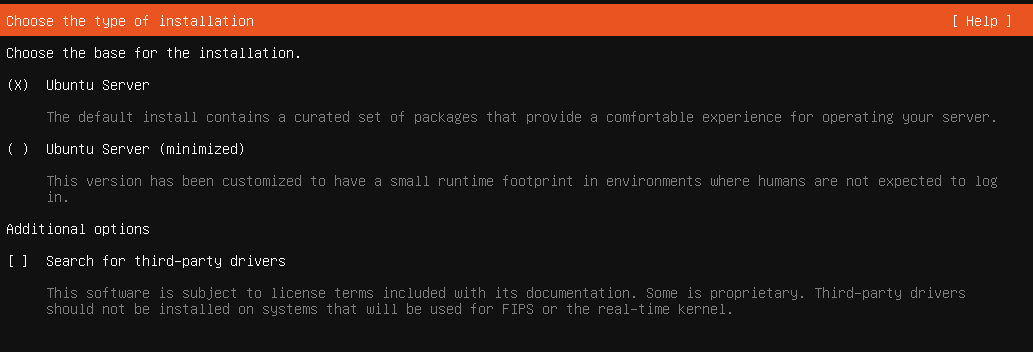 Choose the type of installation [ Help ]
Choose the base for the installation.
(X) Ubuntu Server
The default install contains a curated set of packages that provide a comfortable experience for operating your server.
( ) Ubuntu Server (minimized)
This version has been customized to have a small runtime footprint in environments where humans are not expected to log
in.
Additional options
[ ] Search for third-party drivers
This software is subject to license terms included with its documentation. Some is proprietary. Third-party drivers
should not be installed on systems that will be used for FIPS or the real-time kernel.